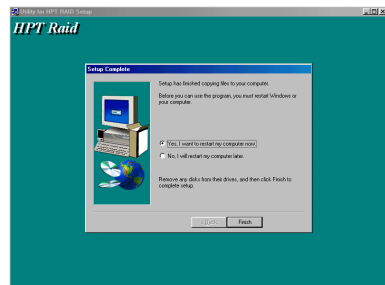 Utility for HPT RAID Setup
HPT Raid
Setup Complete
Setup has finished copying files to your computer.
Before you can use the program, you must restart Windows or
your computer.
Yes, I want to restart my computer now.
No, I will restart my computer later.
Remove any disks from their drives, and then click Finish to
complete setup.
< Back
Finish